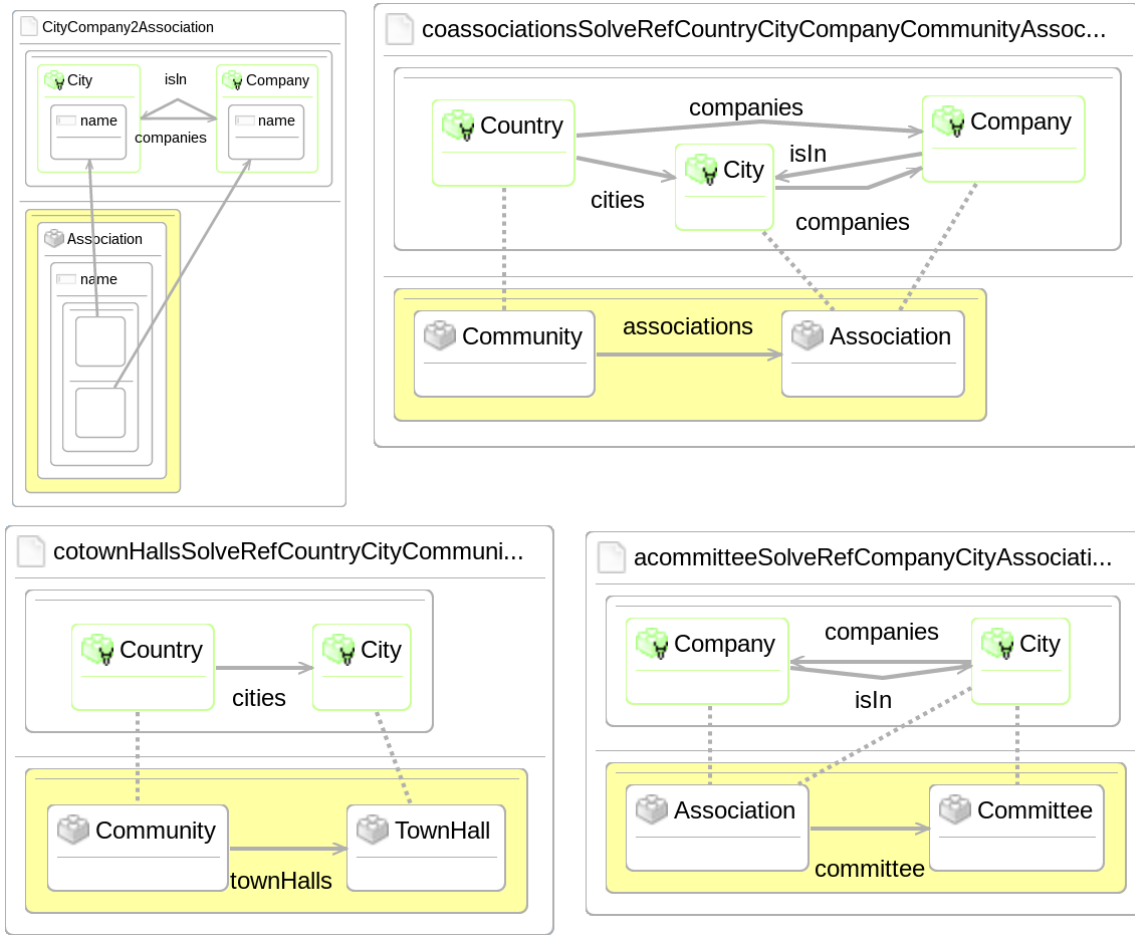 CityCompany2Association
City
isIn
Company
name
name
companies
Association
name
coassociationsSolveRefCountryCityCompanyCommunityAssoc...
Country
companies
Company
City
isIn
cities
companies
Community
associations
Association
cotownHallsSolveRefCountryCityCommuni...
Country
City
cities
Community
TownHall
townHalls
acommitteeSolveRefCompanyCityAssociati...
Company
companies
City
isIn
Association
Committee
committee